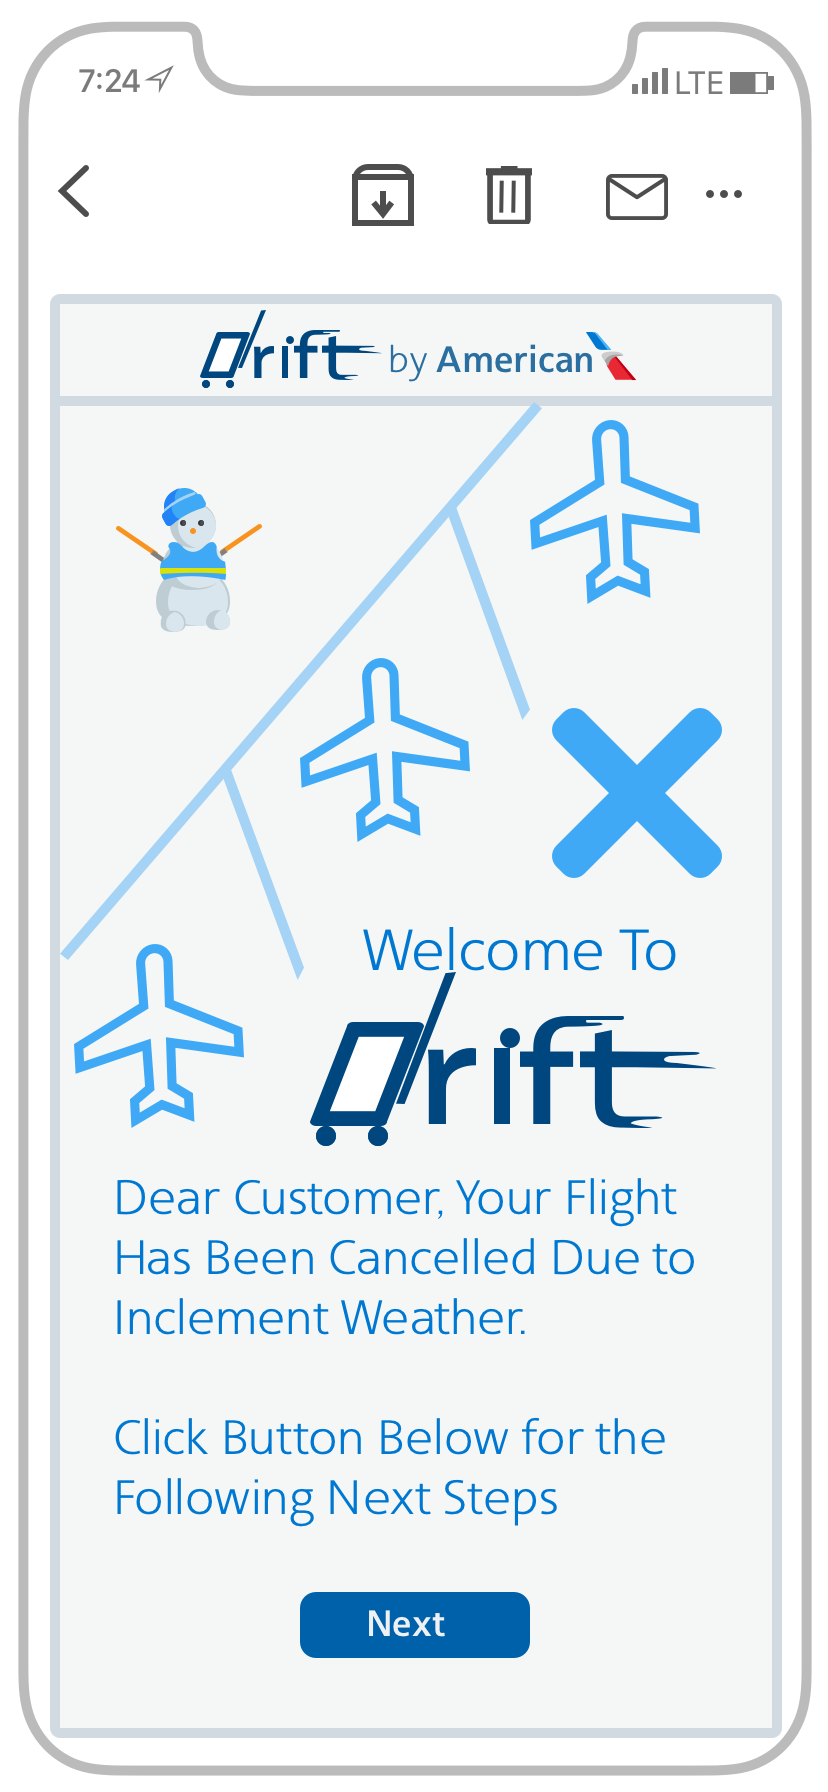 7:24 LTE
Drift by American
Welcome To
Drift
Dear Customer, Your Flight
Has Been Cancelled Due to
Inclement Weather.
Click Button Below for the
Following Next Steps
Next